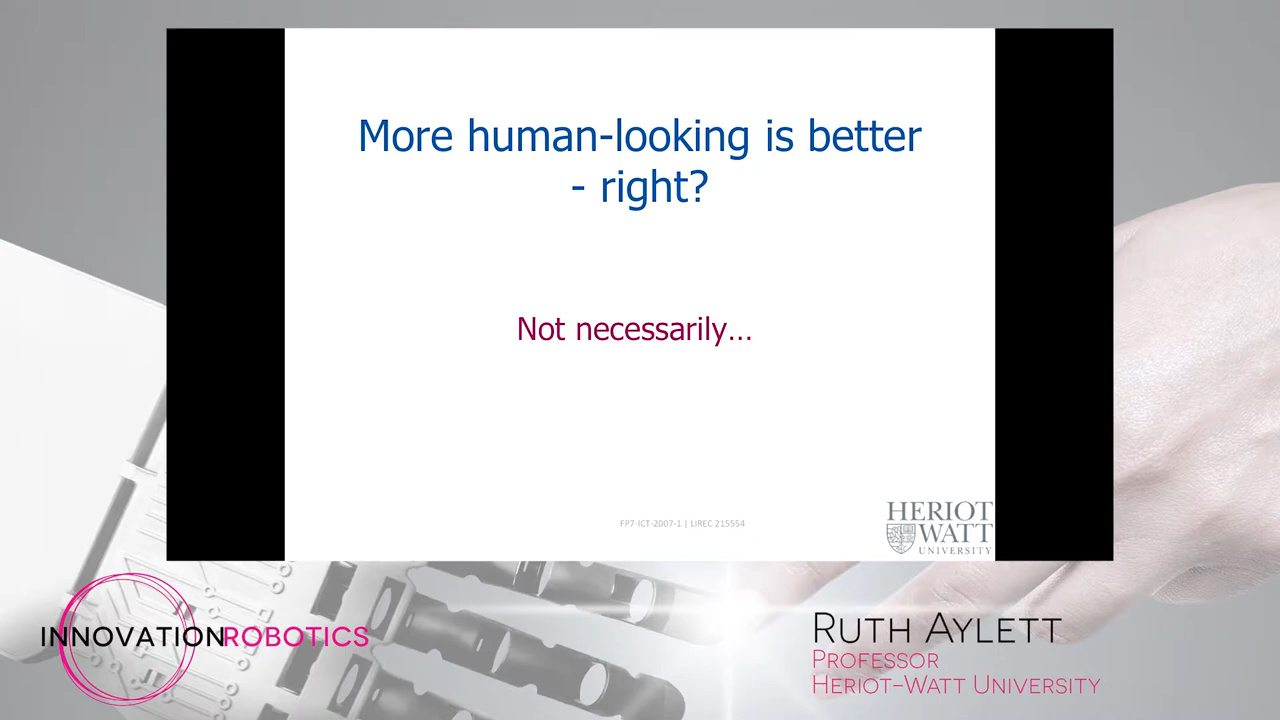 More human-looking is better
- right?
Not necessarily...
FP7-ICT-2007-1 | LIREC.215554
HERIOT
WATT
UNIVERSITY
INNOVATIONROBOTICS
RUTH AYLETT
PROFESSOR
HERIOT-WATT UNIVERSITY